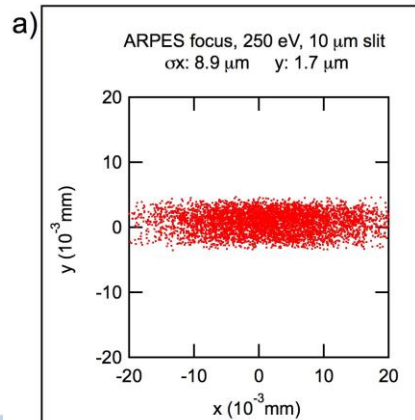 a)
ARPES focus, 250 eV, 10 μm slit
σx: 8.9 μm y: 1.7 μm
20
10
0
-10
-20
y (10⁻³mm)
-20 -10 0 10 20
x (10⁻³mm)